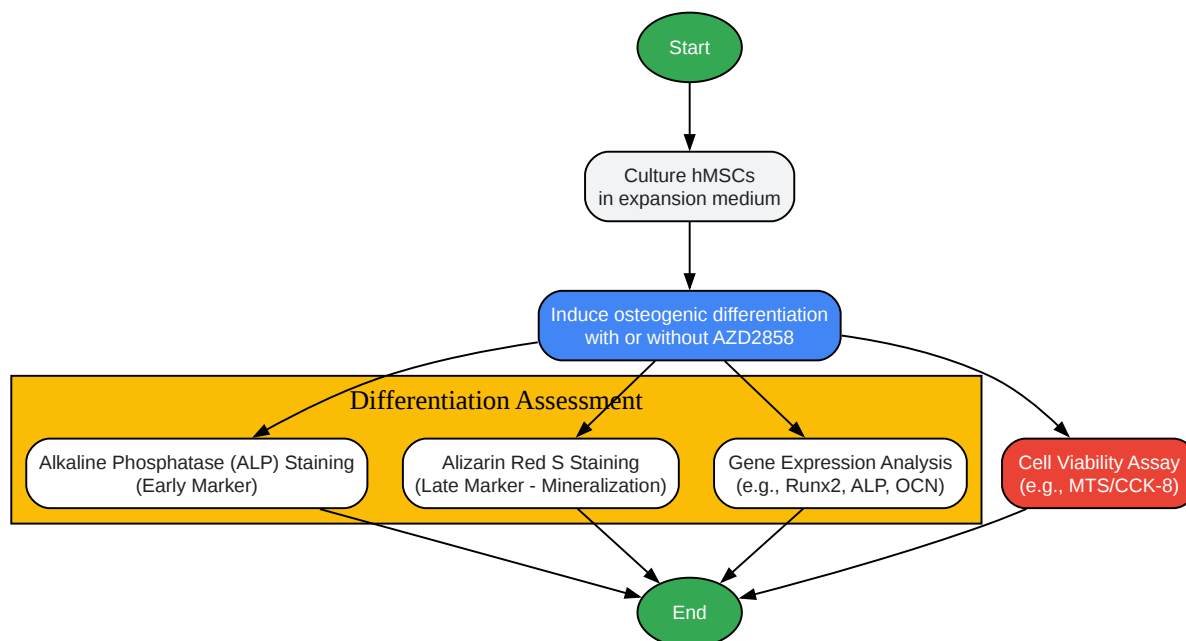 Start
Culture hMSCs
in expansion medium
Induce osteogenic differentiation
with or without AZD2858
Differentiation Assessment
Alkaline Phosphatase (ALP) Staining
(Early Marker)
Alizarin Red S Staining
(Late Marker - Mineralization)
Gene Expression Analysis
(e.g., Runx2, ALP, OCN)
Cell Viability Assay
(e.g., MTS/CCK-8)
End